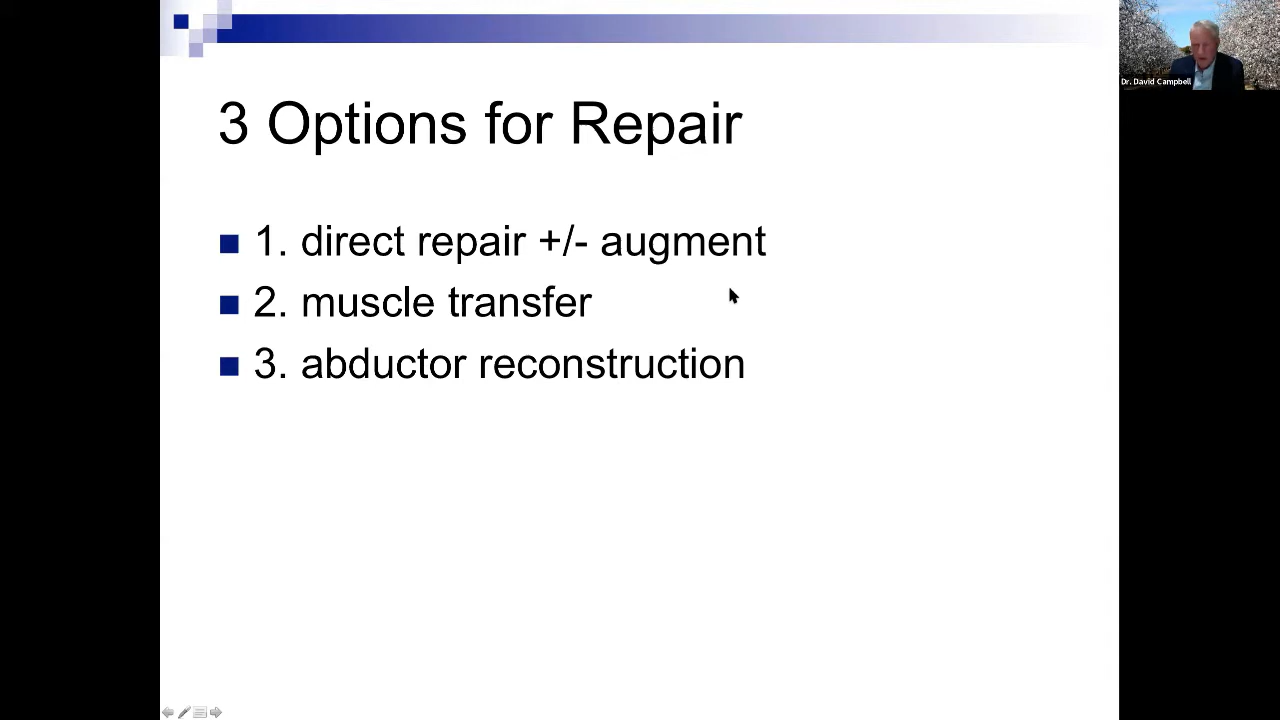 3 Options for Repair
1. direct repair +/- augment
2. muscle transfer
3. abductor reconstruction
Dr. David Campbell